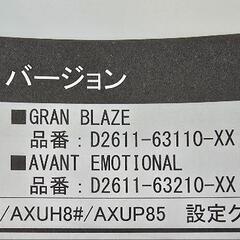 バージョン
■GRAN BLAZE
品番：D2611-63110-XX
■AVANT EMOTIONAL
品番：D2611-63210-XX
/AXUH8#/AXUP85 設定グ